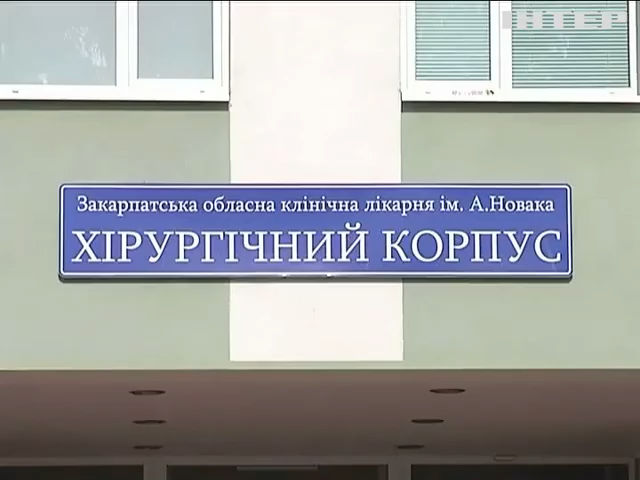 ІНТЕР
Закарпатська обласна клінічна лікарня ім. А.Новака
ХІРУРГІЧНИЙ КОРПУС